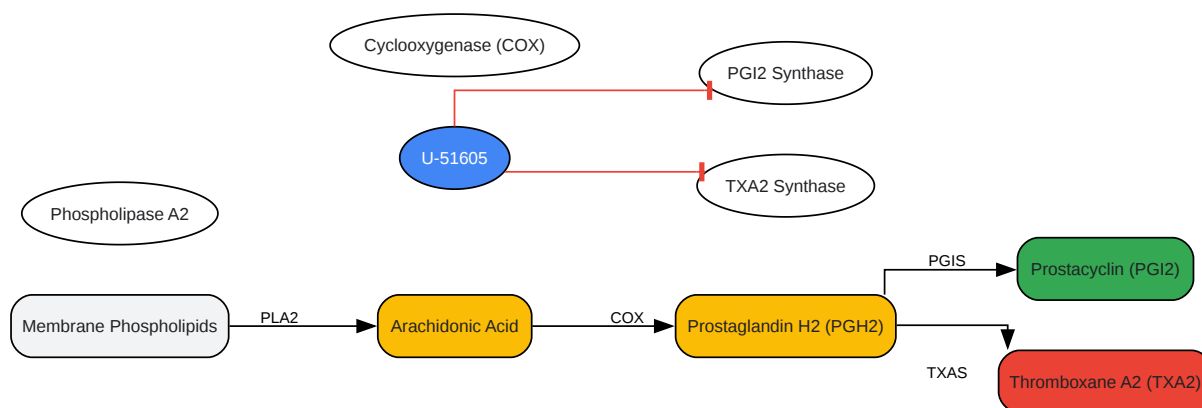 Cyclooxygenase (COX)
PGI2 Synthase
U-51605
TXA2 Synthase
Phospholipase A2
PGIS
Prostacyclin (PGI2)
Membrane Phospholipids
PLA2
Arachidonic Acid
COX
Prostaglandin H2 (PGH2)
TXAS
Thromboxane A2 (TXA2)